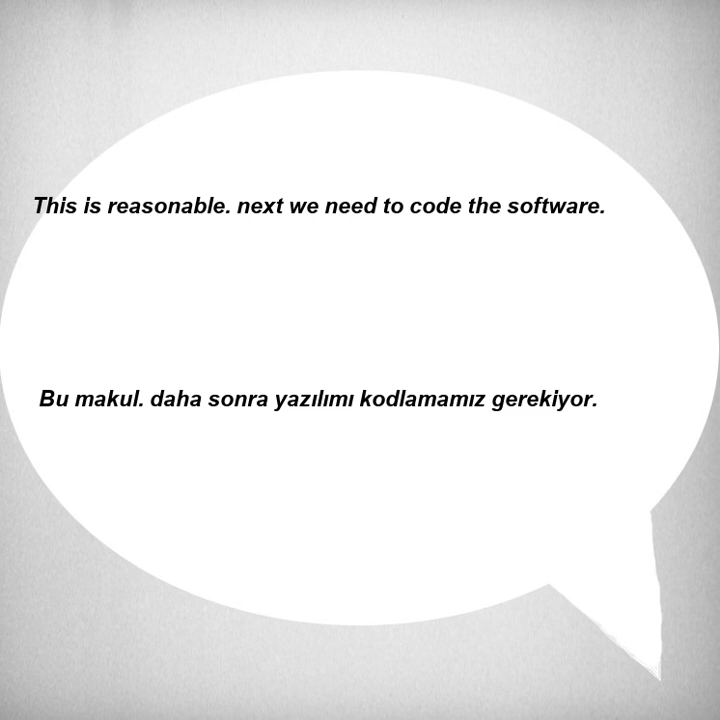 This is reasonable. next we need to code the software.
Bu makul. daha sonra yazılımı kodlamamız gerekiyor.